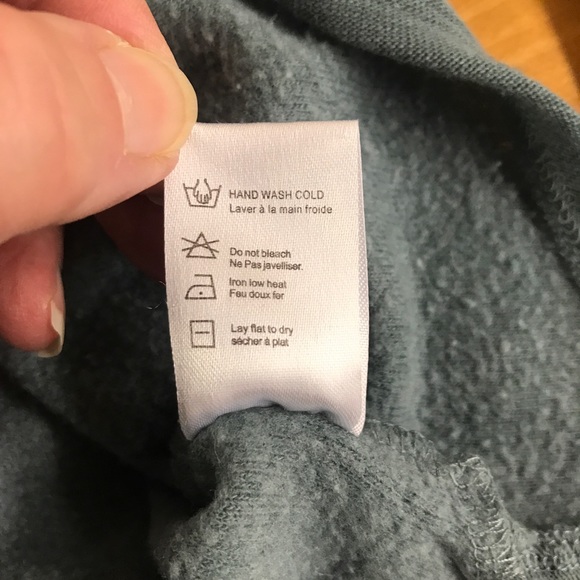 HAND WASH COLD
Laver à la main froide
Do not bleach
Ne Pas javelliser.
Iron low heat
Feu doux fer
Lay flat to dry
sécher à plat